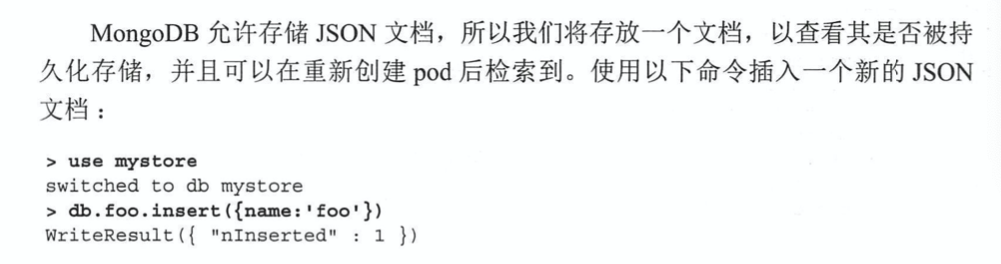 MongoDB 允许存储 JSON 文档，所以我们将存放一个文档，以查看其是否被持
久化存储，并且可以在重新创建 pod 后检索到。使用以下命令插入一个新的 JSON
文档：
> use mystore
switched to db mystore
> db.foo.insert({name:'foo'})
WriteResult({ "nInserted" : 1 })